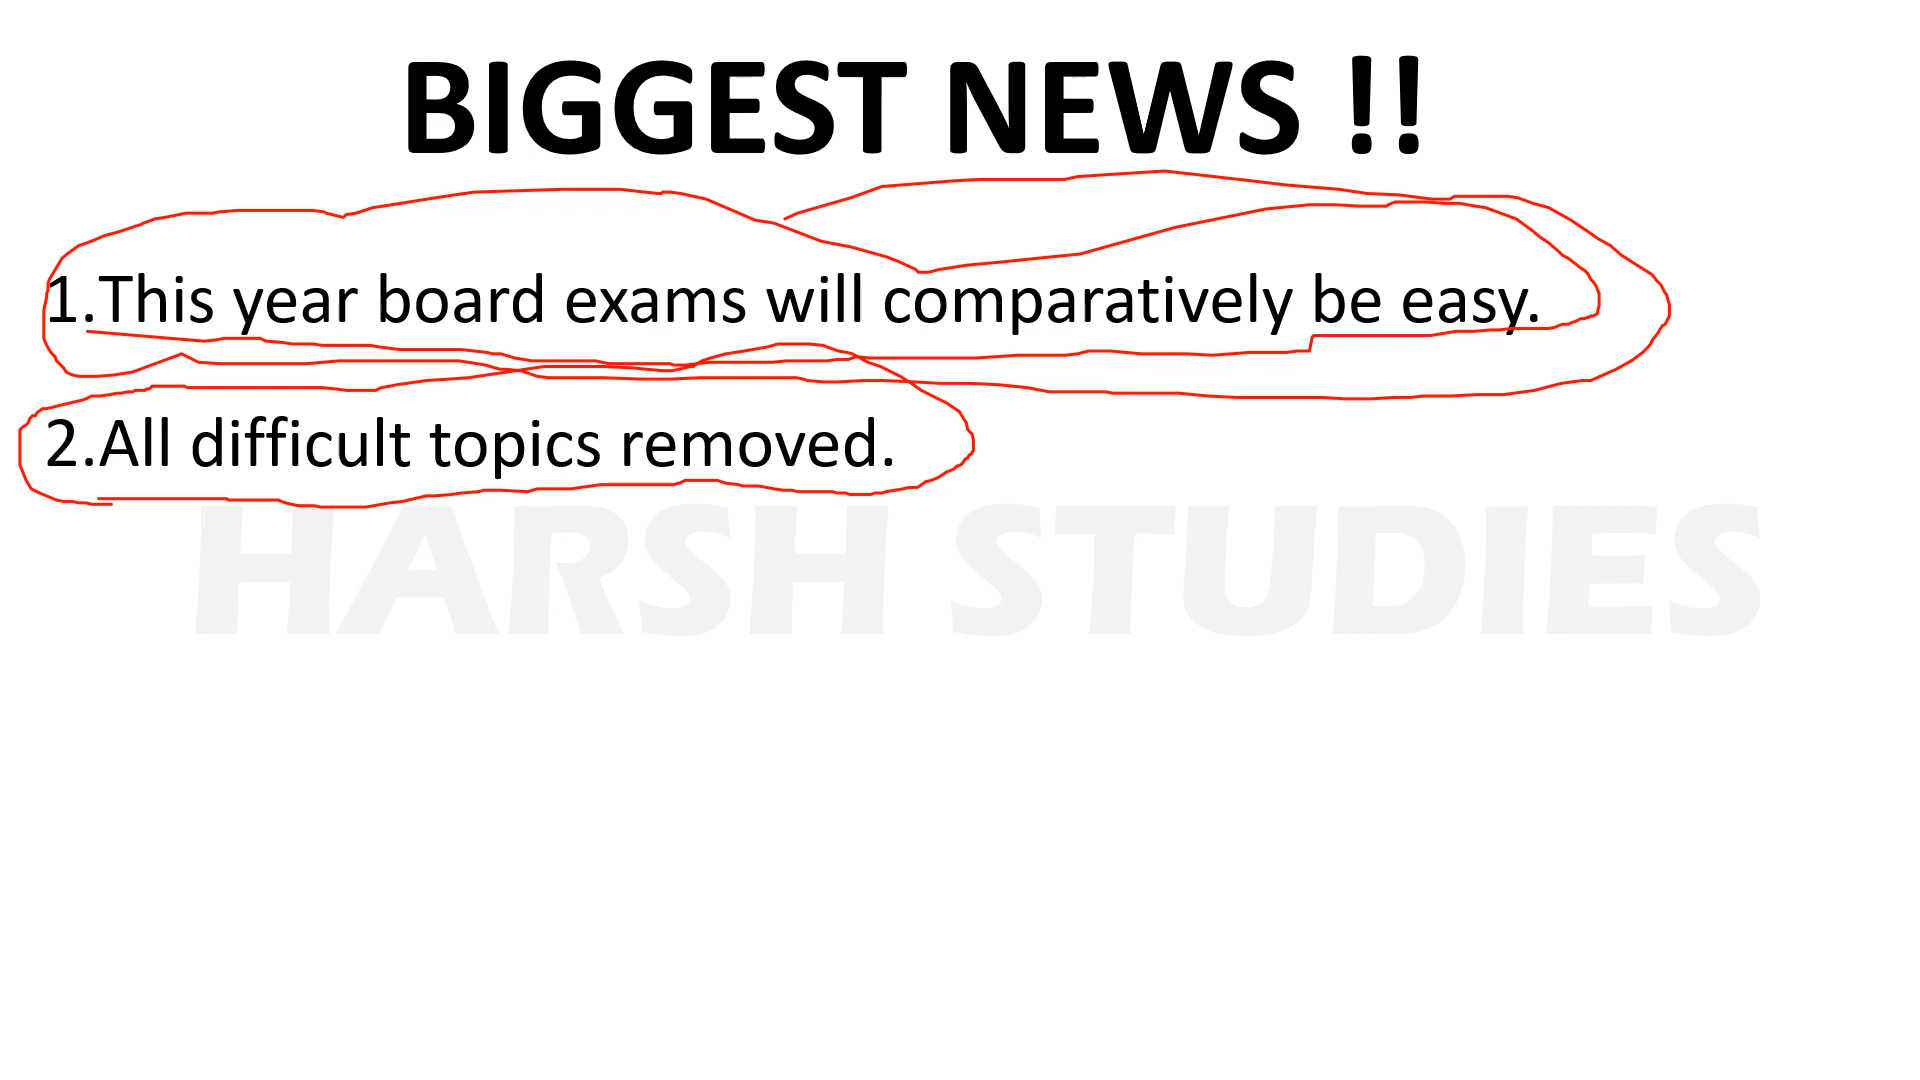 BIGGEST NEWS !!
1.This year board exams will comparatively be easy.
2.All difficult topics removed.
HARSH STUDIES